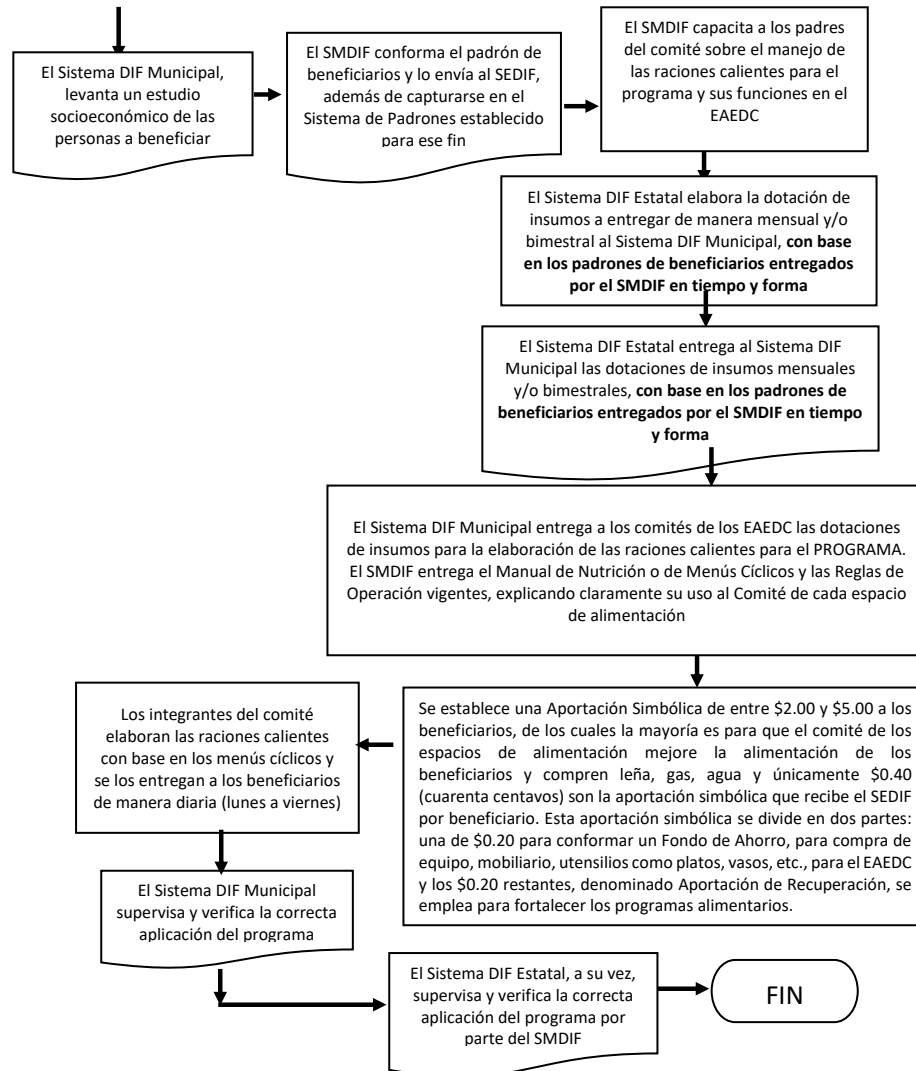 El Sistema DIF Municipal,
levanta un estudio
socioeconómico de las
personas a beneficiar
El SMDIF conforma el padrón de
beneficiarios y lo envía al SEDIF,
además de capturarse en el
Sistema de Padrones establecido
para ese fin
El SMDIF capacita a los padres
del comité sobre el manejo de
las raciones calientes para el
programa y sus funciones en el
EAEDC
El Sistema DIF Estatal elabora la dotación de
insumos a entregar de manera mensual y/o
bimestral al Sistema DIF Municipal, con base
en los padrones de beneficiarios entregados
por el SMDIF en tiempo y forma
El Sistema DIF Estatal entrega al Sistema DIF
Municipal las dotaciones de insumos mensuales
y/o bimestrales, con base en los padrones de
beneficiarios entregados por el SMDIF en tiempo
y forma
El Sistema DIF Municipal entrega a los comités de los EAEDC las dotaciones
de insumos para la elaboración de las raciones calientes para el PROGRAMA.
El SMDIF entrega el Manual de Nutrición o de Menús Cíclicos y las Reglas de
Operación vigentes, explicando claramente su uso al Comité de cada espacio
de alimentación
Se establece una Aportación Simbólica de entre $2.00 y $5.00 a los
beneficiarios, de los cuales la mayoría es para que el comité de los
espacios de alimentación mejore la alimentación de los
beneficiarios y compren leña, gas, agua y únicamente $0.40
(cuarenta centavos) son la aportación simbólica que recibe el SEDIF
por beneficiario. Esta aportación simbólica se divide en dos partes:
una de $0.20 para conformar un Fondo de Ahorro, para compra de
equipo, mobiliario, utensilios como platos, vasos, etc., para el EAEDC
y los $0.20 restantes, denominado Aportación de Recuperación, se
emplea para fortalecer los programas alimentarios.
Los integrantes del comité
elaboran las raciones calientes
con base en los menús cíclicos y
se los entregan a los beneficiarios
de manera diaria (lunes a viernes)
El Sistema DIF Municipal
supervisa y verifica la correcta
aplicación del programa
El Sistema DIF Estatal, a su vez,
supervisa y verifica la correcta
aplicación del programa por
parte del SMDIF
FIN